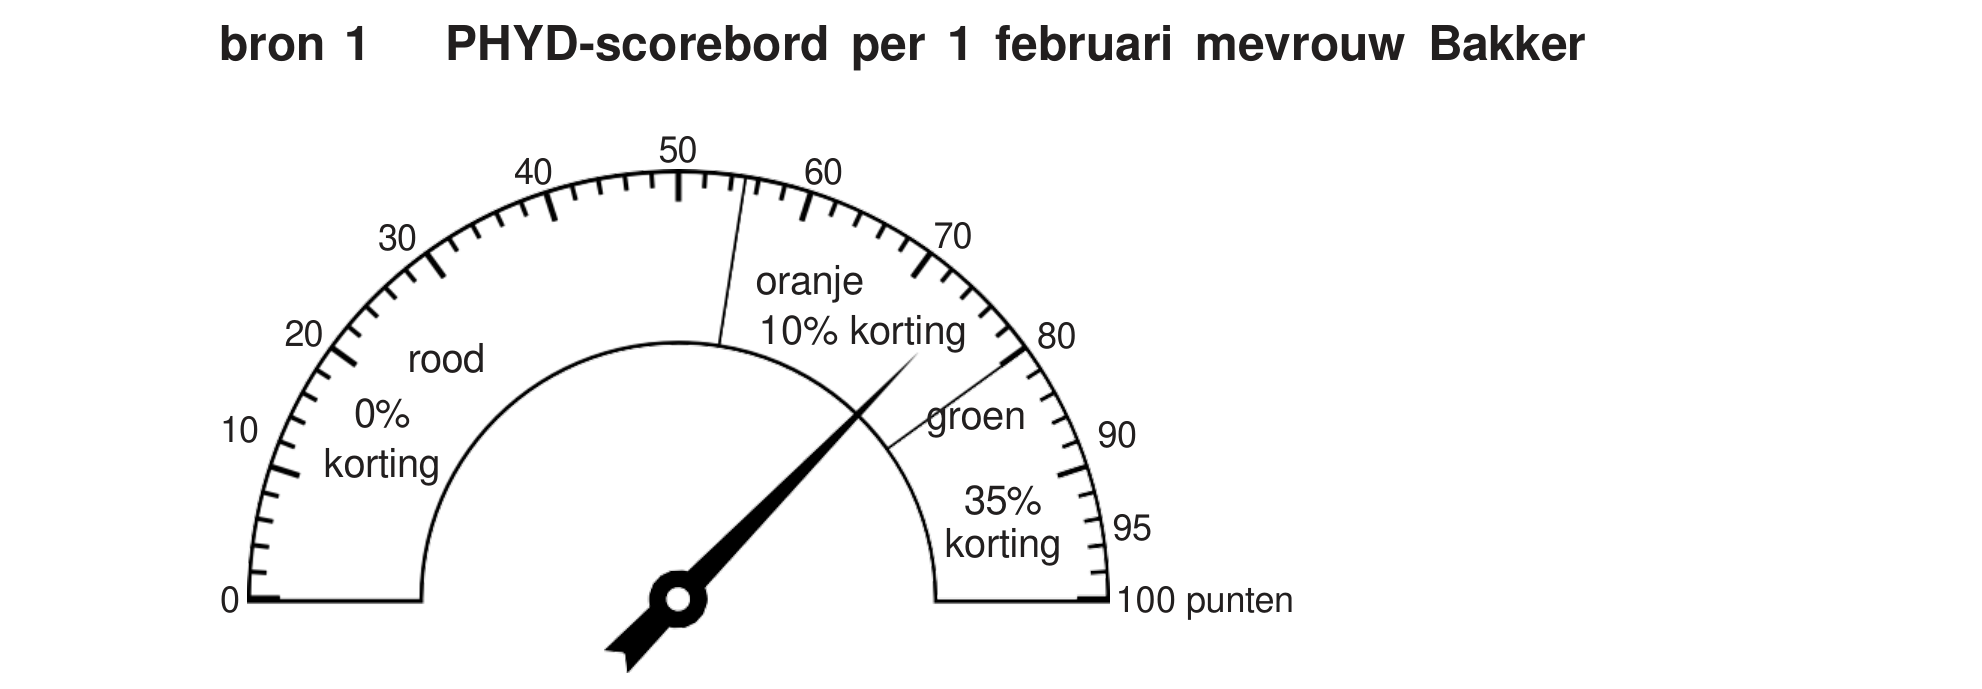 bron 1 PHYD-scorebord per 1 februari mevrouw Bakker
50
40
60
30
70
20
80
10
90
95
0
100 punten
rood
0%
korting
oranje
10% korting
groen
35%
korting